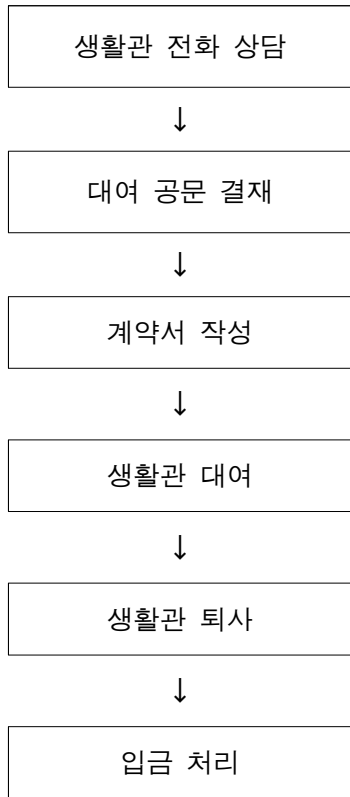 생활관 전화 상담
↓
대여 공문 결재
↓
계약서 작성
↓
생활관 대여
↓
생활관 퇴사
↓
입금 처리